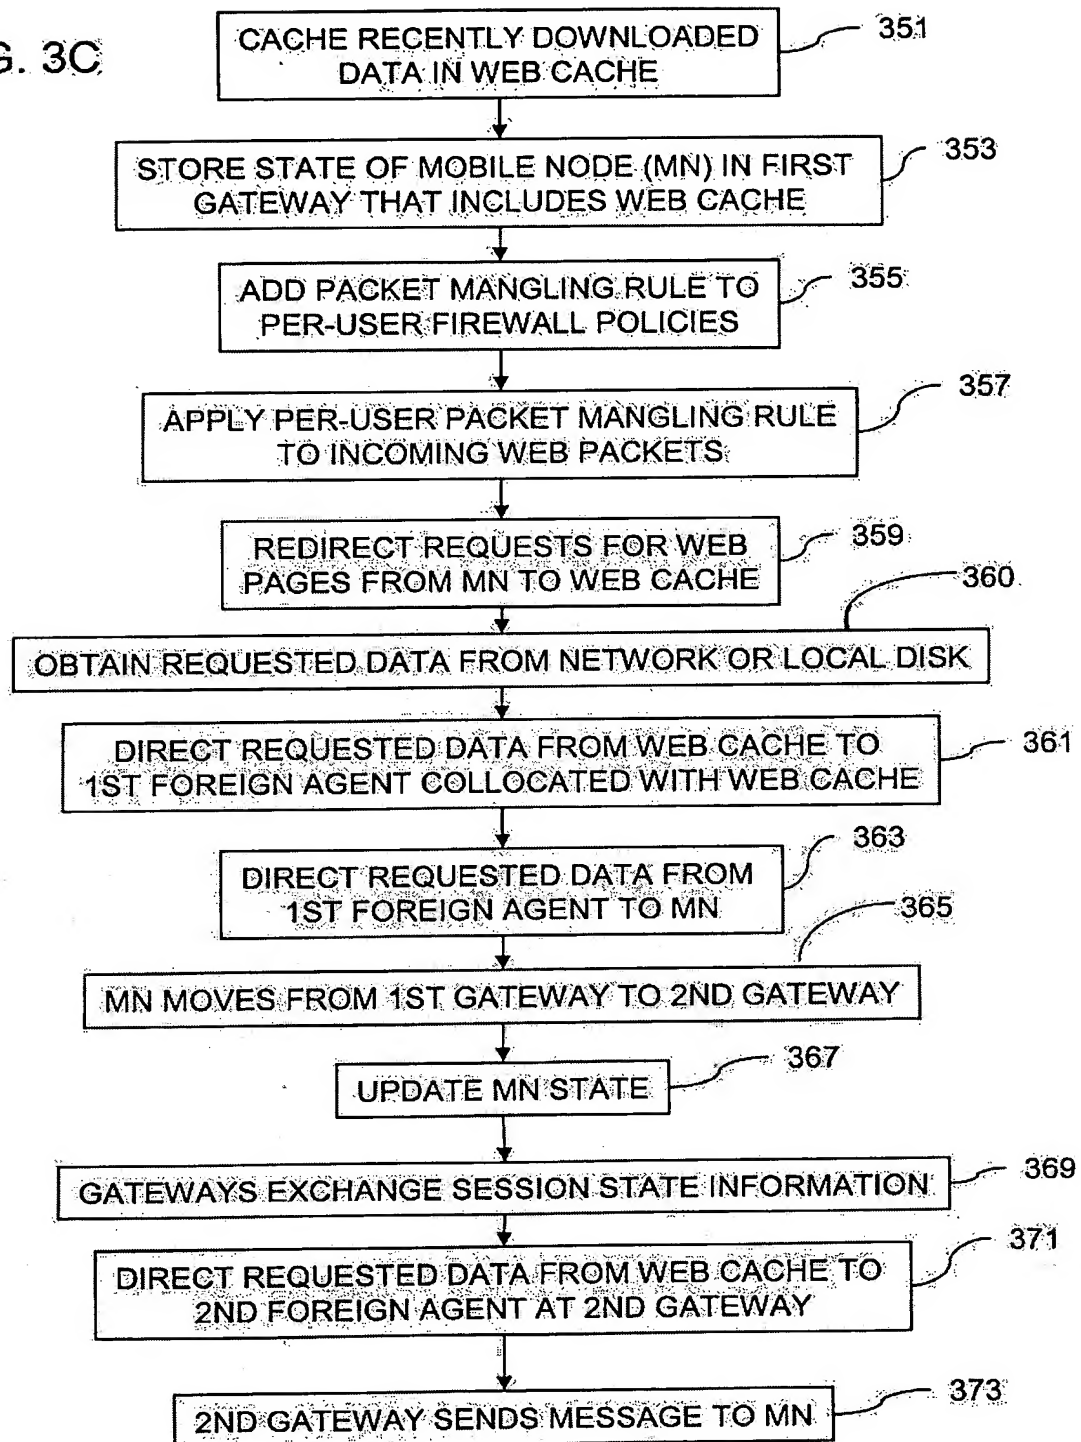 G. 3C
CACHE RECENTLY DOWNLOADED
DATA IN WEB CACHE
351
STORE STATE OF MOBILE NODE (MN) IN FIRST
GATEWAY THAT INCLUDES WEB CACHE
353
ADD PACKET MANGLING RULE TO
PER-USER FIREWALL POLICIES
355
APPLY PER-USER PACKET MANGLING RULE
TO INCOMING WEB PACKETS
357
REDIRECT REQUESTS FOR WEB
PAGES FROM MN TO WEB CACHE
359
360
OBTAIN REQUESTED DATA FROM NETWORK OR LOCAL DISK
DIRECT REQUESTED DATA FROM WEB CACHE TO
1ST FOREIGN AGENT COLLOCATED WITH WEB CACHE
361
DIRECT REQUESTED DATA FROM
1ST FOREIGN AGENT TO MN
363
365
MN MOVES FROM 1ST GATEWAY TO 2ND GATEWAY
UPDATE MN STATE
367
GATEWAYS EXCHANGE SESSION STATE INFORMATION
369
DIRECT REQUESTED DATA FROM WEB CACHE TO
2ND FOREIGN AGENT AT 2ND GATEWAY
371
2ND GATEWAY SENDS MESSAGE TO MN
373